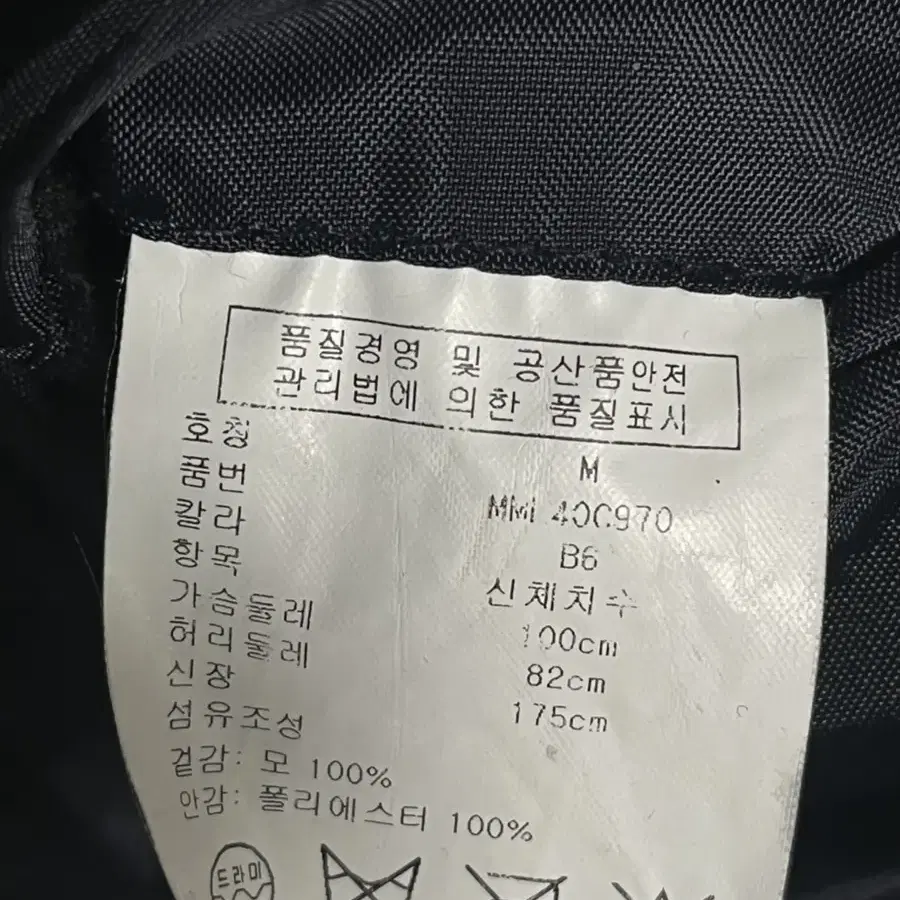 품질경영 및 공산품안전
관리법에 의한 품질표시
호칭 M
품번 MMI 40C970
칼라 B6
항목 신체치수
가슴둘레 100cm
허리둘레 82cm
신장 175cm
섬유조성
겉감: 모 100%
안감: 폴리에스터 100%
드라이